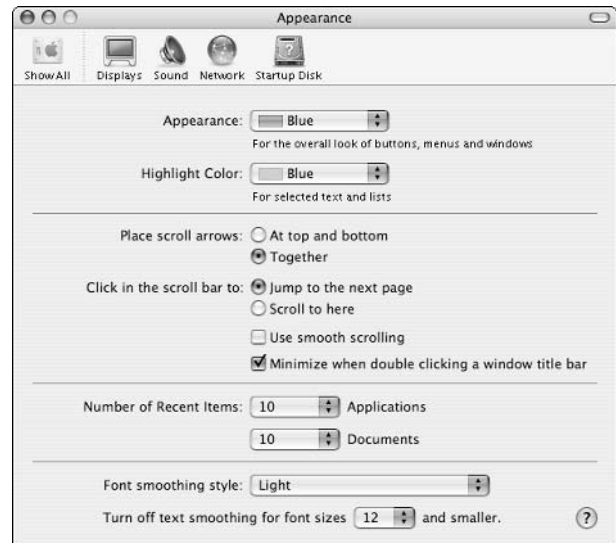 Appearance
Show All Displays Sound Network Startup Disk
Appearance: Blue
For the overall look of buttons, menus and windows
Highlight Color: Blue
For selected text and lists
Place scroll arrows: At top and bottom
Together
Click in the scroll bar to: Jump to the next page
Scroll to here
Use smooth scrolling
Minimize when double clicking a window title bar
Number of Recent Items: 10 Applications
10 Documents
Font smoothing style: Light
Turn off text smoothing for font sizes 12 and smaller. ?